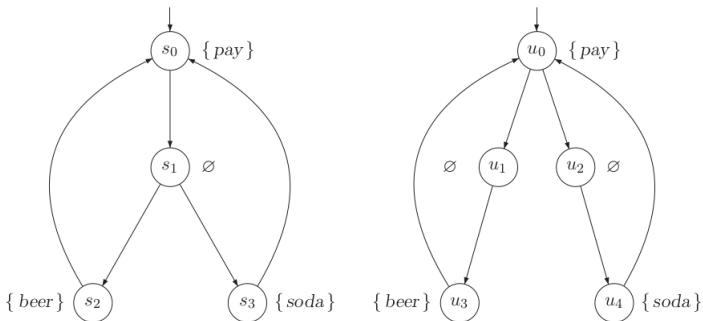 s₀ { pay } u₀ { pay }
s₁ ∅ ∅ u₁ u₂ ∅
{ beer } s₂ s₃ { soda } { beer } u₃ u₄ { soda }